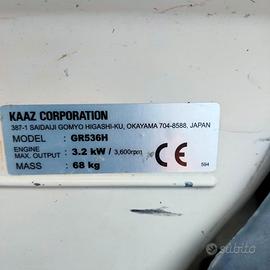 KAAZ CORPORATION
387-1 SAIDAIJI GOMYO HIGASHI-KU, OKAYAMA 704-8588, JAPAN
MODEL : GR536H
ENGINE MAX. OUTPUT : 3.2 kW / 3,600rpm
MASS : 68 kg
CE
594
subito